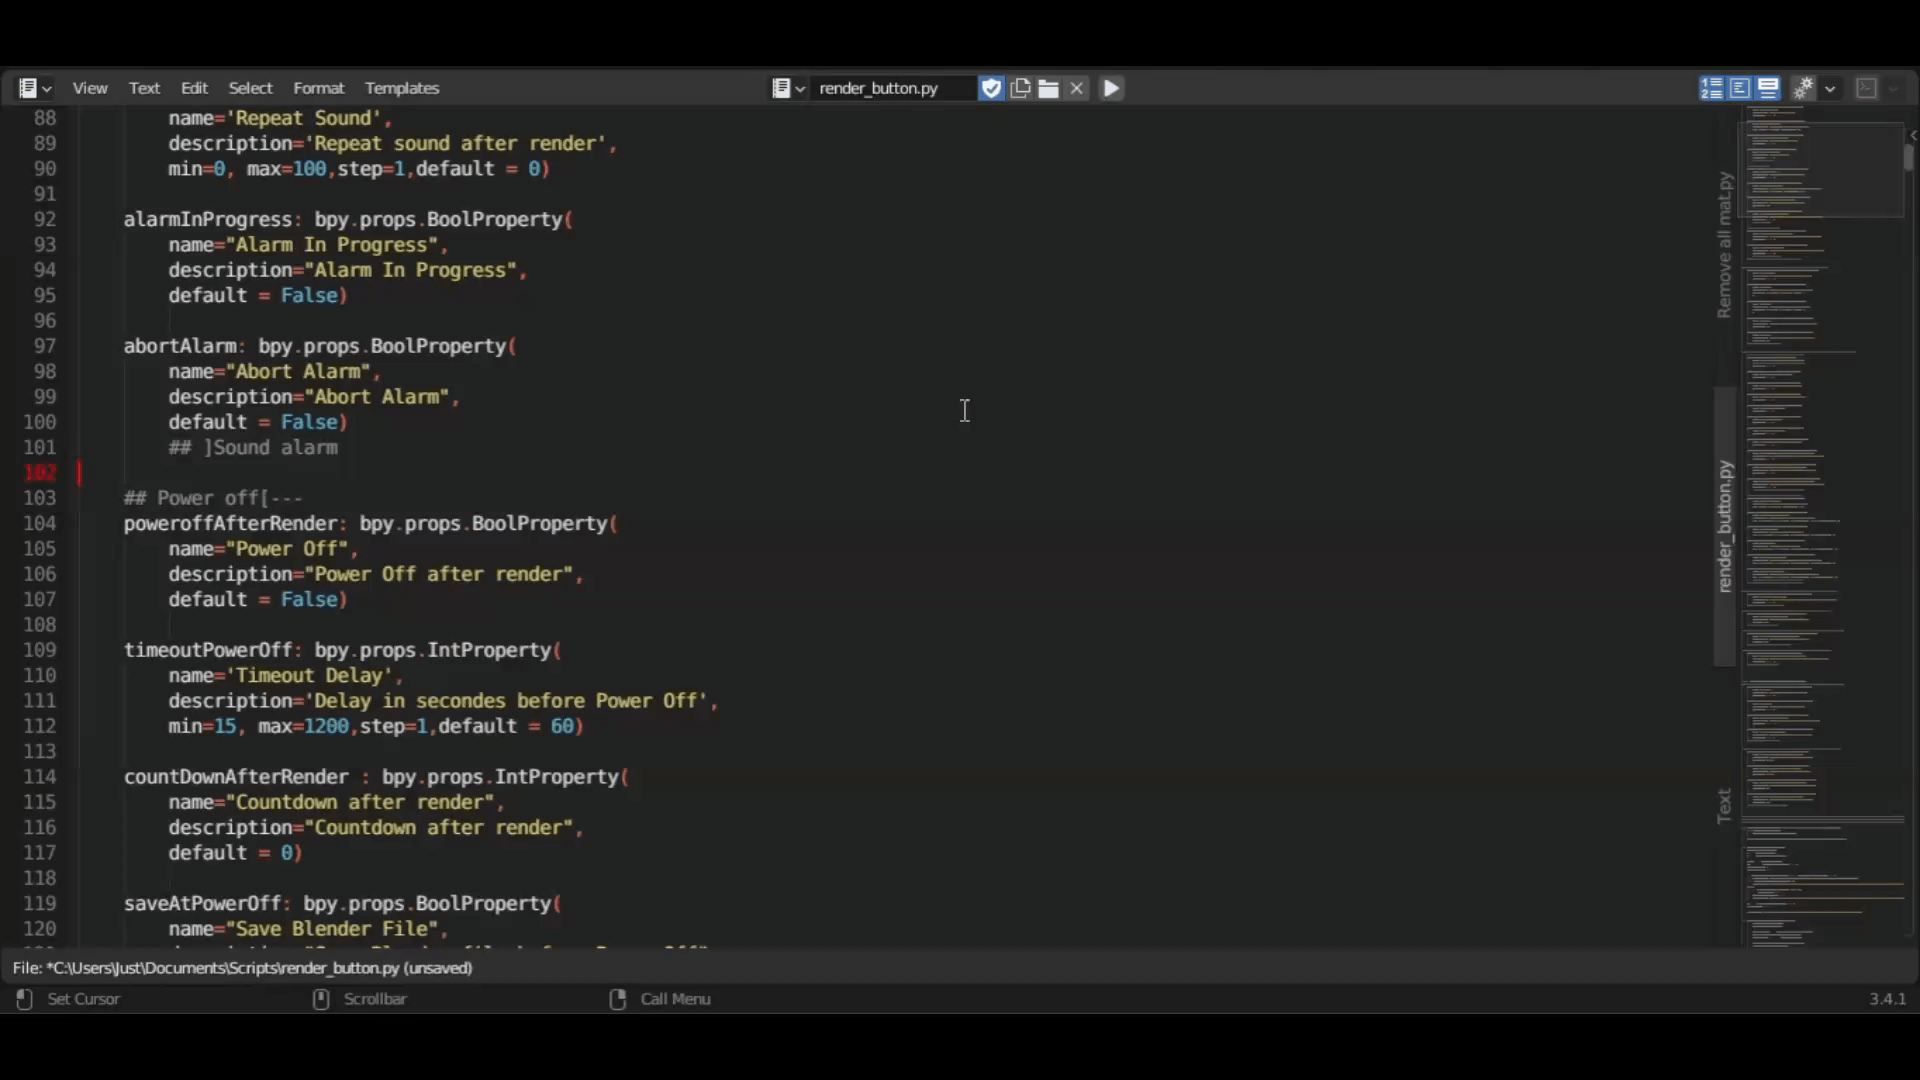 View Text Edit Select Format Templates render_button.py
88 name='Repeat Sound',
89 description='Repeat sound after render',
90 min=0, max=100,step=1,default = 0)
91
92 alarmInProgress: bpy.props.BoolProperty(
93 name="Alarm In Progress",
94 description="Alarm In Progress",
95 default = False)
96
97 abortAlarm: bpy.props.BoolProperty(
98 name="Abort Alarm",
99 description="Abort Alarm",
100 default = False)
101 ## ]Sound alarm
102
103 ## Power off[---
104 poweroffAfterRender: bpy.props.BoolProperty(
105 name="Power Off",
106 description="Power Off after render",
107 default = False)
108
109 timeoutPowerOff: bpy.props.IntProperty(
110 name='Timeout Delay',
111 description='Delay in secondes before Power Off',
112 min=15, max=1200,step=1,default = 60)
113
114 countDownAfterRender : bpy.props.IntProperty(
115 name="Countdown after render",
116 description="Countdown after render",
117 default = 0)
118
119 saveAtPowerOff: bpy.props.BoolProperty(
120 name="Save Blender File",
Remove all mat.py
render_button.py
Text
File: *C:\Users\Just\Documents\Scripts\render_button.py (unsaved)
Set Cursor Scrollbar Call Menu 3.4.1